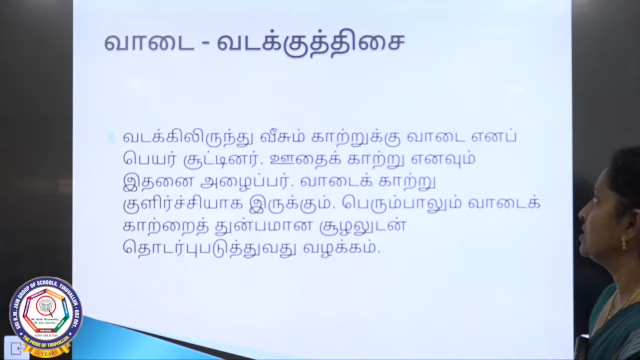 வாடை - வடக்குத்திசை
வடக்கிலிருந்து வீசும் காற்றுக்கு வாடை எனப்
பெயர் சூட்டினர். ஊதைக் காற்று எனவும்
இதனை அழைப்பர். வாடைக் காற்று
குளிர்ச்சியாக இருக்கும். பெரும்பாலும் வாடைக்
காற்றைத் துன்பமான சூழலுடன்
தொடர்புபடுத்துவது வழக்கம்.